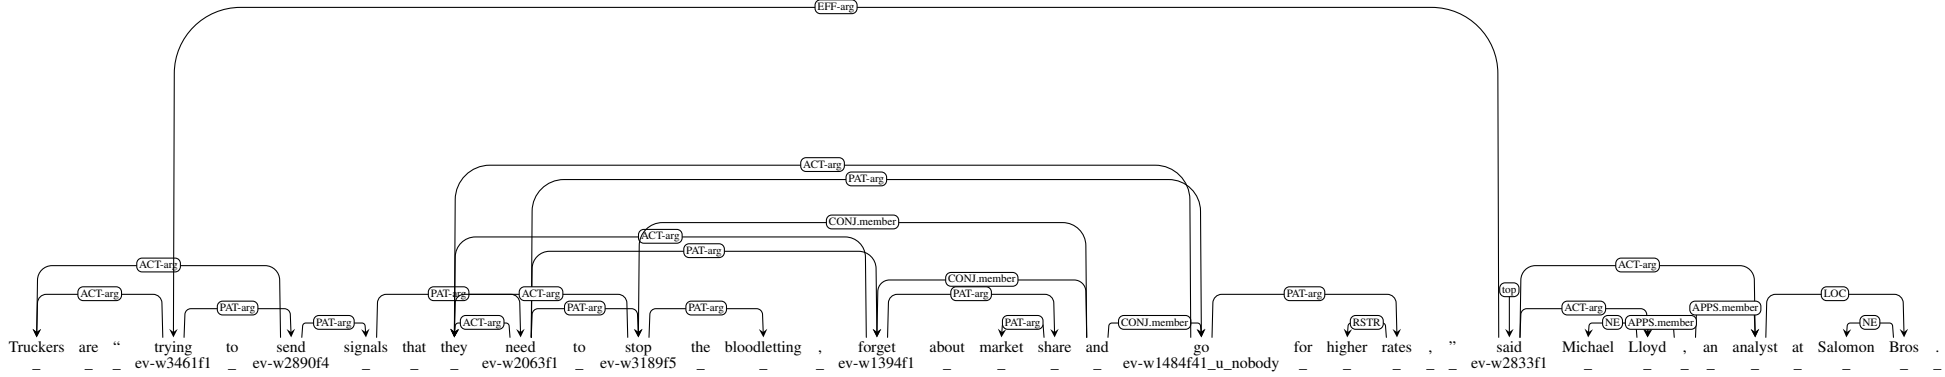 EFF-arg
ACT-arg
PAT-arg
CONJ.member
ACT-arg
PAT-arg
ACT-arg ACT-arg
CONJ.member
top
ACT-arg PAT-arg ACT-arg PAT-arg PAT-arg LOC
PAT-arg PAT-arg PAT-arg ACT-arg APPS.member
PAT-arg ACT-arg PAT-arg CONJ.member RSTR NE APPS.member NE
Truckers are “ trying to send signals that they need to stop the bloodletting , forget about market share and go for higher rates , ” said Michael Lloyd , an analyst at Salomon Bros .
_ _ _ ev-w3461f1 _ ev-w2890f4 _ _ _ ev-w2063f1 _ ev-w3189f5 _ _ _ ev-w1394f1 _ _ _ _ ev-w1484f41_u_nobody _ _ _ _ _ ev-w2833f1 _ _ _ _ _ _ _ _ _